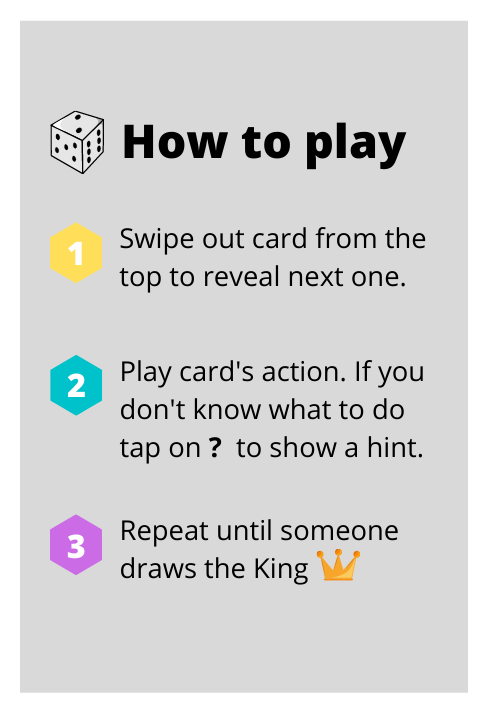 How to play
1
Swipe out card from the
top to reveal next one.
2
Play card's action. If you
don't know what to do
tap on ? to show a hint.
3
Repeat until someone
draws the King